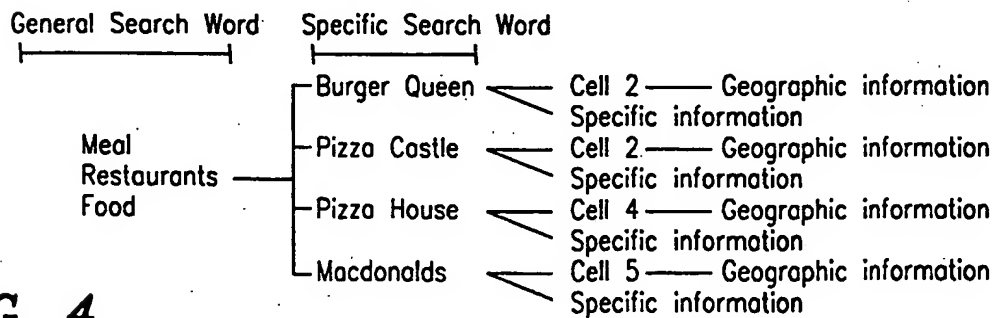 General Search Word Specific Search Word
Burger Queen Cell 2 Geographic information
Specific information
Meal Pizza Castle Cell 2 Geographic information
Restaurants Specific information
Food Pizza House Cell 4 Geographic information
Specific information
Macdonalds Cell 5 Geographic information
Specific information
4